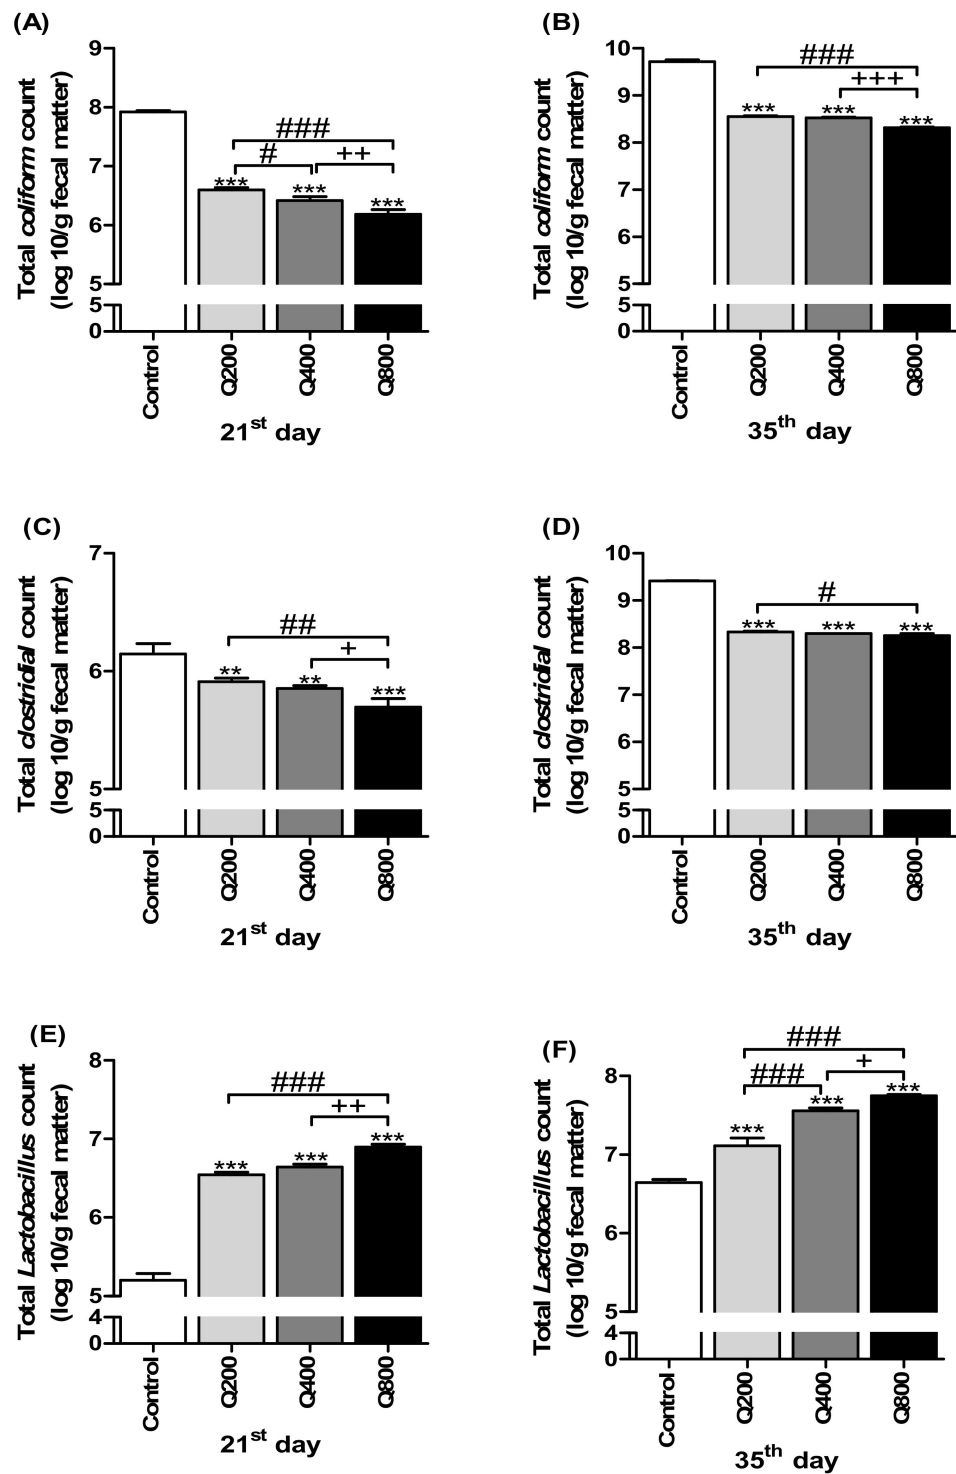 (A)
Total coliform count
(log 10/g fecal matter)
9
8
7
6
5
5
0
###
#
++
***
***
***
Control
Q200
Q400
Q800
21st day
(B)
Total coliform count
(log 10/g fecal matter)
10
9
8
7
6
5
5
0
###
+++
***
***
***
Control
Q200
Q400
Q800
35th day
(C)
Total clostridial count
(log 10/g fecal matter)
7
6
5
5
0
##
+
**
**
***
Control
Q200
Q400
Q800
21st day
(D)
Total clostridial count
(log 10/g fecal matter)
10
9
8
7
6
5
5
0
#
***
***
***
Control
Q200
Q400
Q800
35th day
(E)
Total Lactobacillus count
(log 10/g fecal matter)
8
7
6
5
4
0
###
++
***
***
***
Control
Q200
Q400
Q800
21st day
(F)
Total Lactobacillus count
(log 10/g fecal matter)
8
7
6
5
4
0
###
###
+
***
***
***
Control
Q200
Q400
Q800
35th day